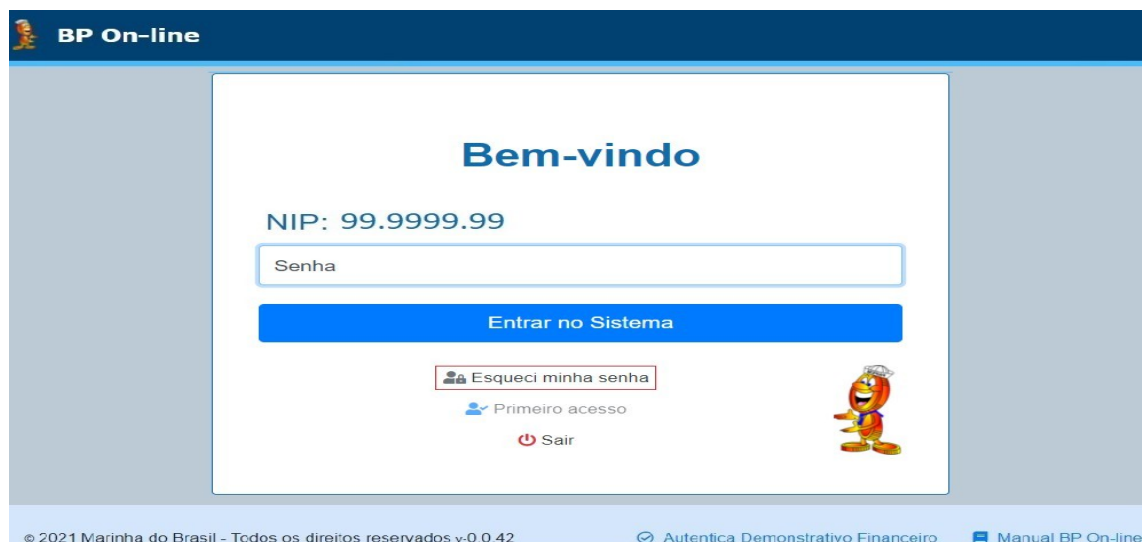 BP On-line
Bem-vindo
NIP: 99.9999.99
Senha
Entrar no Sistema
Esqueci minha senha
Primeiro acesso
Sair
© 2021 Marinha do Brasil - Todos os direitos reservados v-0.0.42 Autentica Demonstrativo Financeiro Manual BP On-line